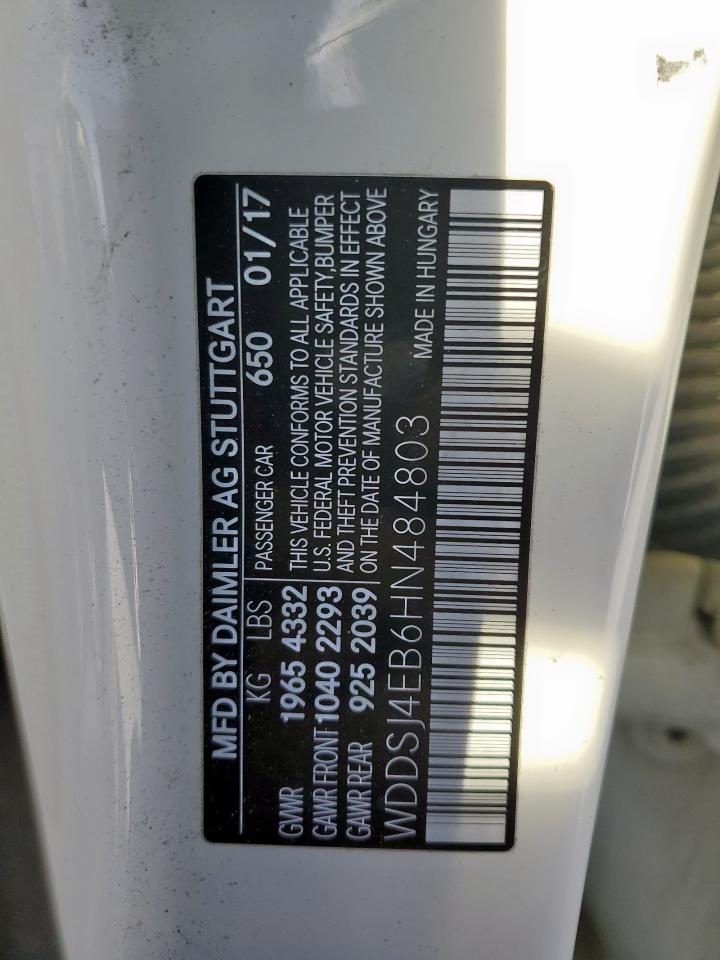 MFD BY DAIMLER AG STUTTGART
KG LBS
GVWR 1965 4332
GAWR FRONT 1040 2293
GAWR REAR 925 2039
PASSENGER CAR 650 01/17
THIS VEHICLE CONFORMS TO ALL APPLICABLE
U.S. FEDERAL MOTOR VEHICLE SAFETY,BUMPER
AND THEFT PREVENTION STANDARDS IN EFFECT
ON THE DATE OF MANUFACTURE SHOWN ABOVE
WDDSJ4EB6HN484803 MADE IN HUNGARY